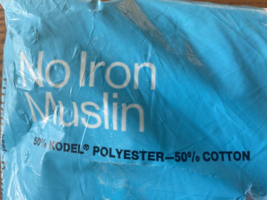 No Iron
Muslin
50% KODEL® POLYESTER—50% COTTON